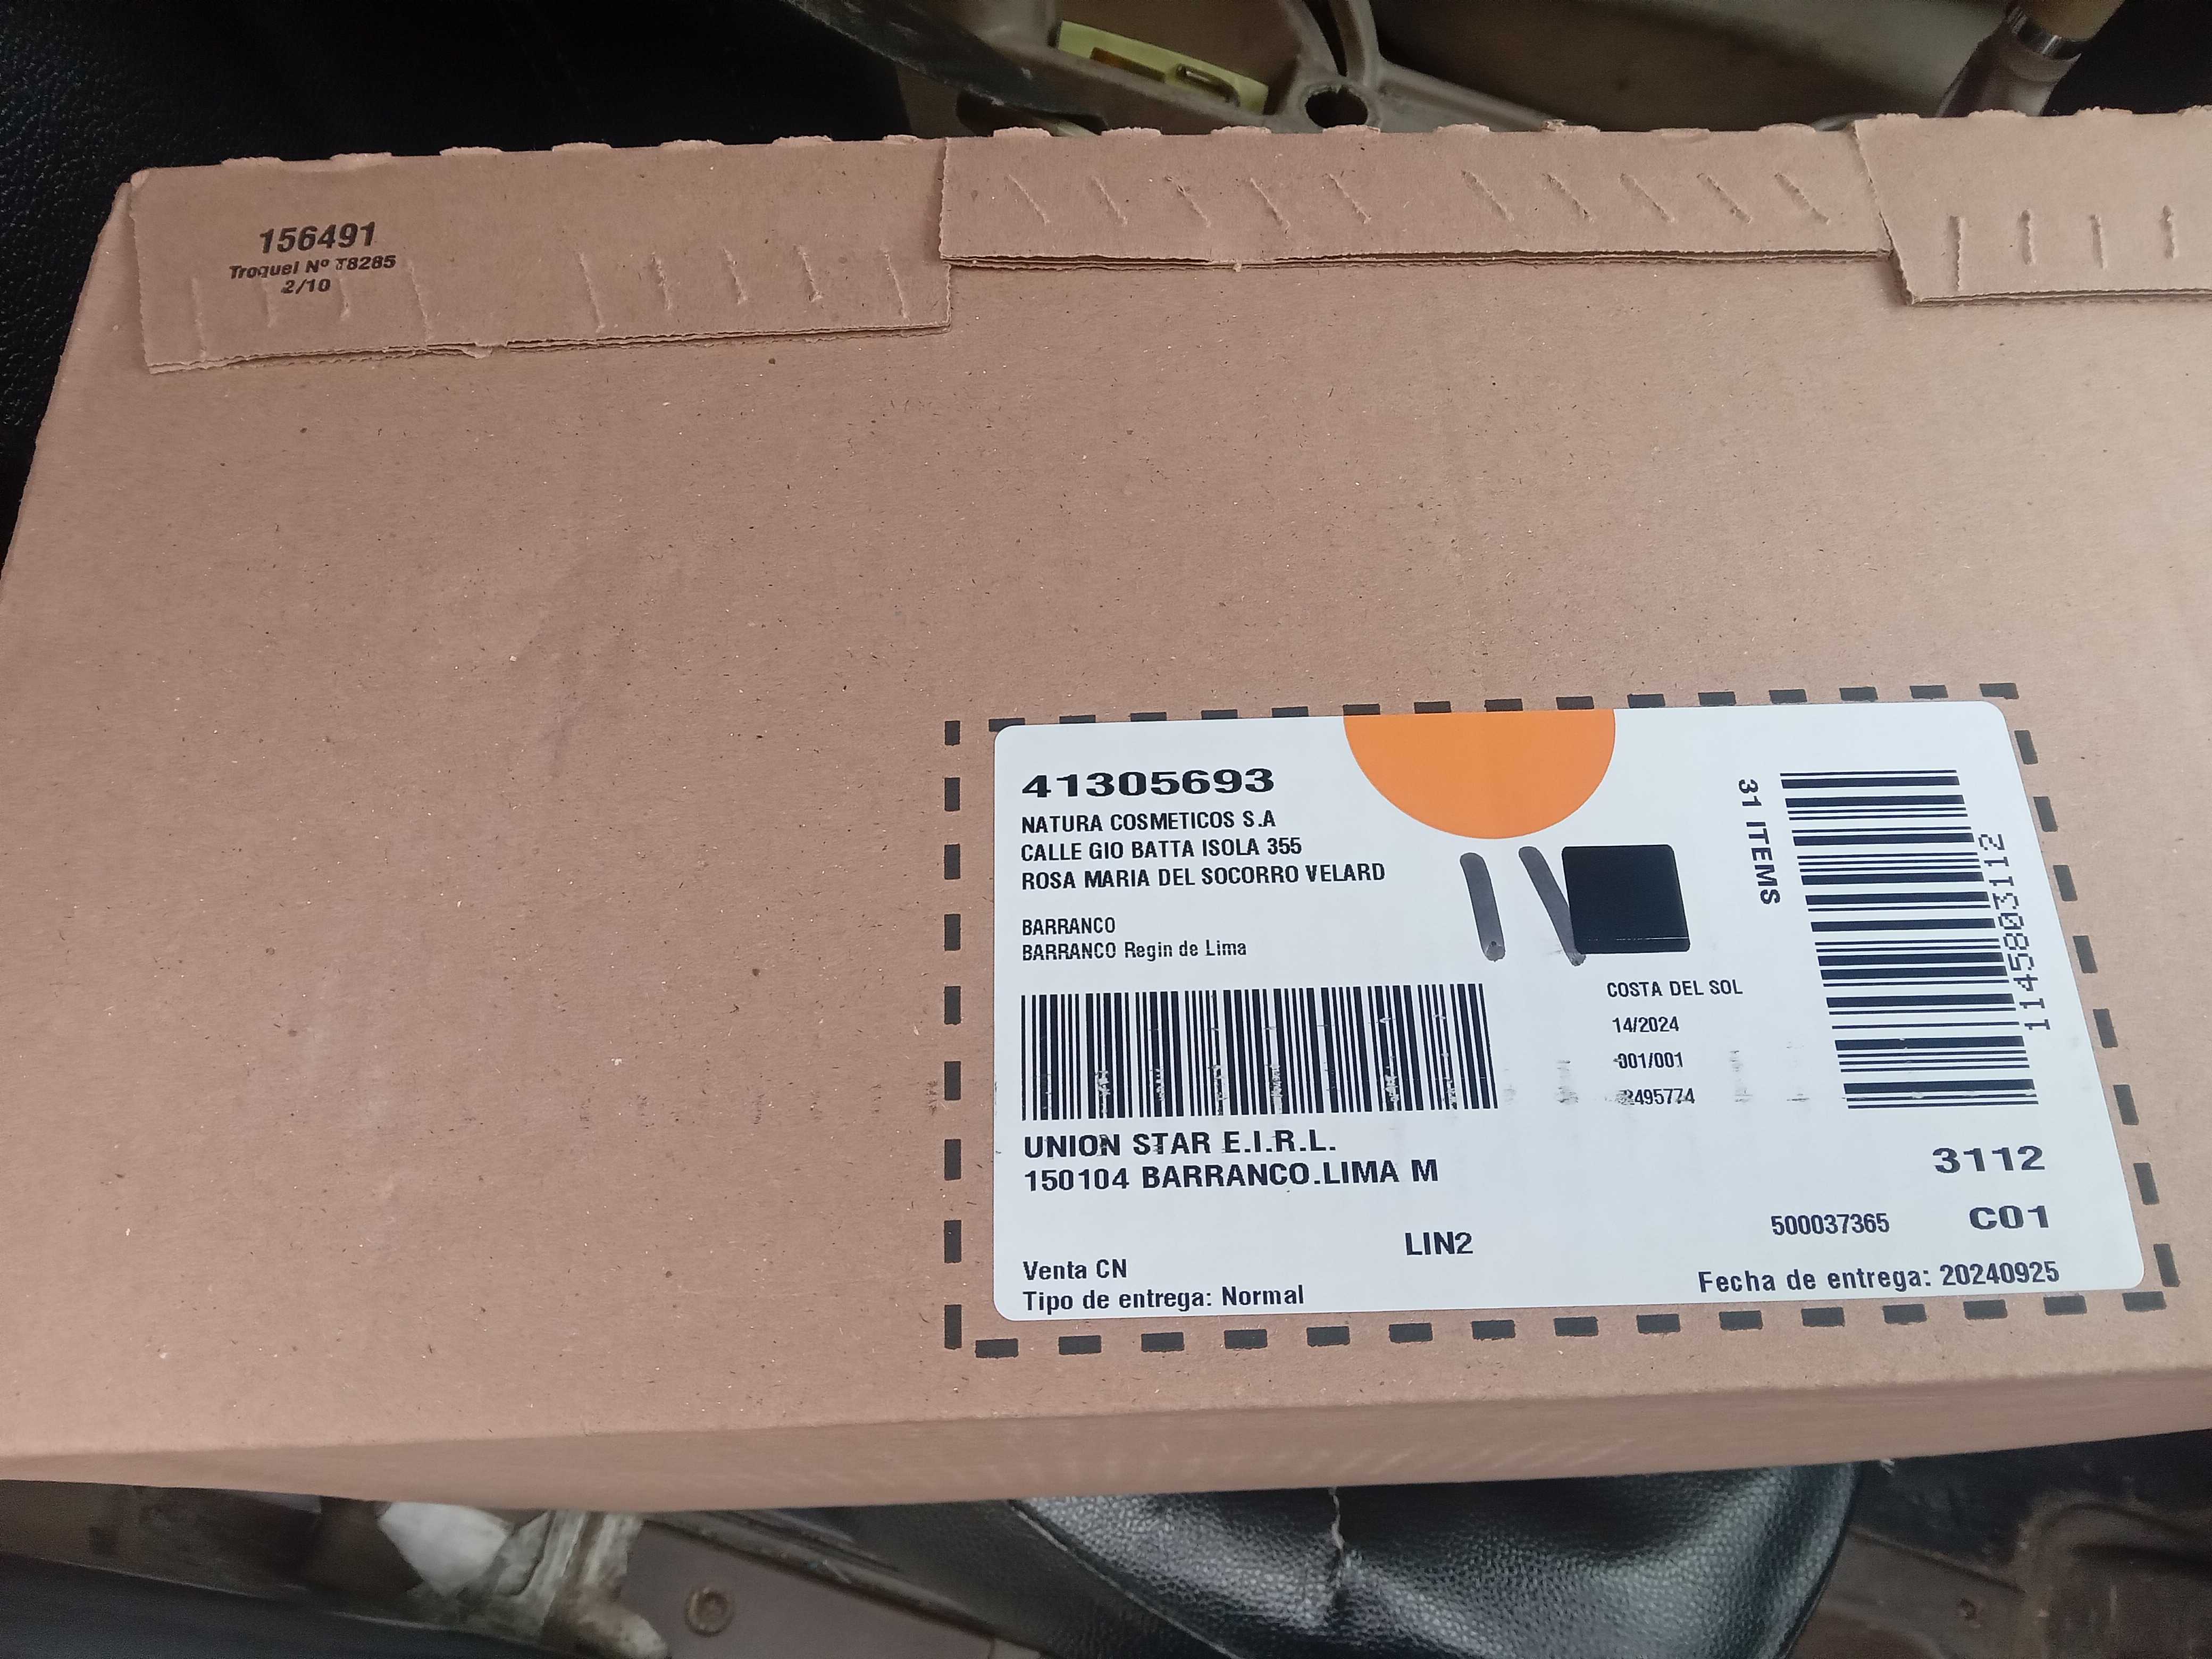 156491
Troquel Nº T8285
2/10
41305693
NATURA COSMETICOS S.A
CALLE GIO BATTA ISOLA 355
ROSA MARIA DEL SOCORRO VELARD
BARRANCO
BARRANCO Regin de Lima
31 ITEMS
1145803112
COSTA DEL SOL
14/2024
001/001
UNION STAR E.I.R.L.
150104 BARRANCO.LIMA M
3112
500037365 C01
LIN2
Venta CN
Tipo de entrega: Normal
Fecha de entrega: 20240925